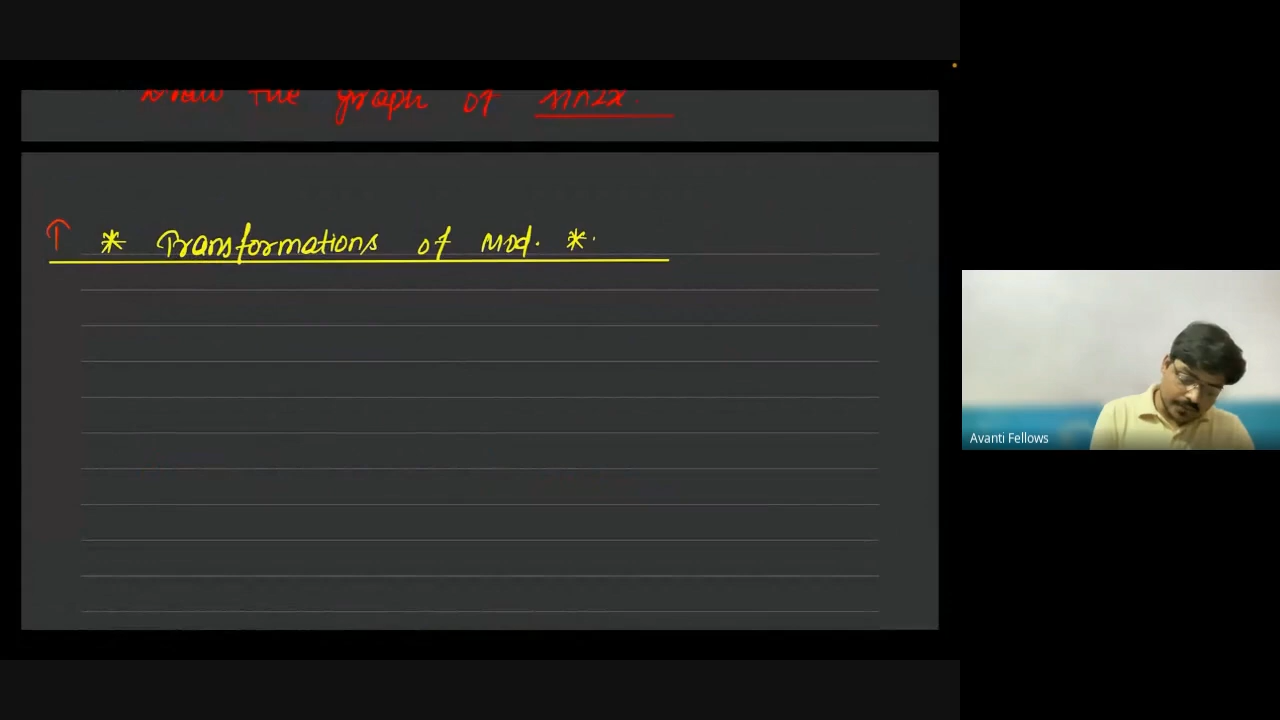 Draw the graph of sin2x.
* Transformations of Mod. *.
Avanti Fellows